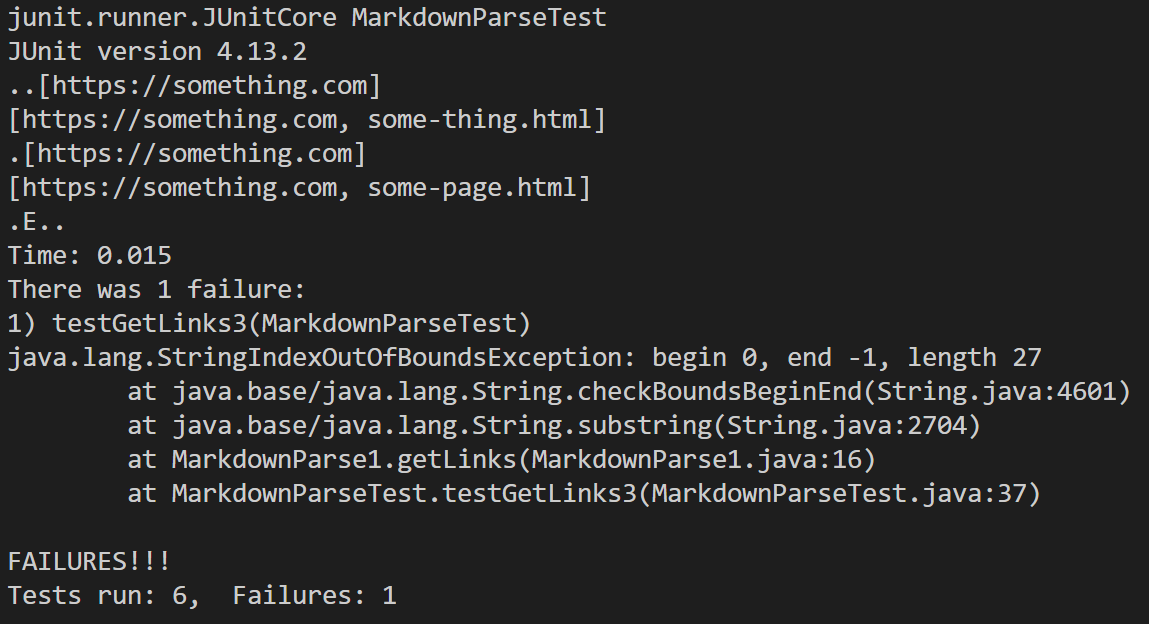 junit.runner.JUnitCore MarkdownParseTest
JUnit version 4.13.2
..[https://something.com]
[https://something.com, some-thing.html]
.[https://something.com]
[https://something.com, some-page.html]
.E..
Time: 0.015
There was 1 failure:
1) testGetLinks3(MarkdownParseTest)
java.lang.StringIndexOutOfBoundsException: begin 0, end -1, length 27
        at java.base/java.lang.String.checkBoundsBeginEnd(String.java:4601)
        at java.base/java.lang.String.substring(String.java:2704)
        at MarkdownParse1.getLinks(MarkdownParse1.java:16)
        at MarkdownParseTest.testGetLinks3(MarkdownParseTest.java:37)

FAILURES!!!
Tests run: 6,  Failures: 1